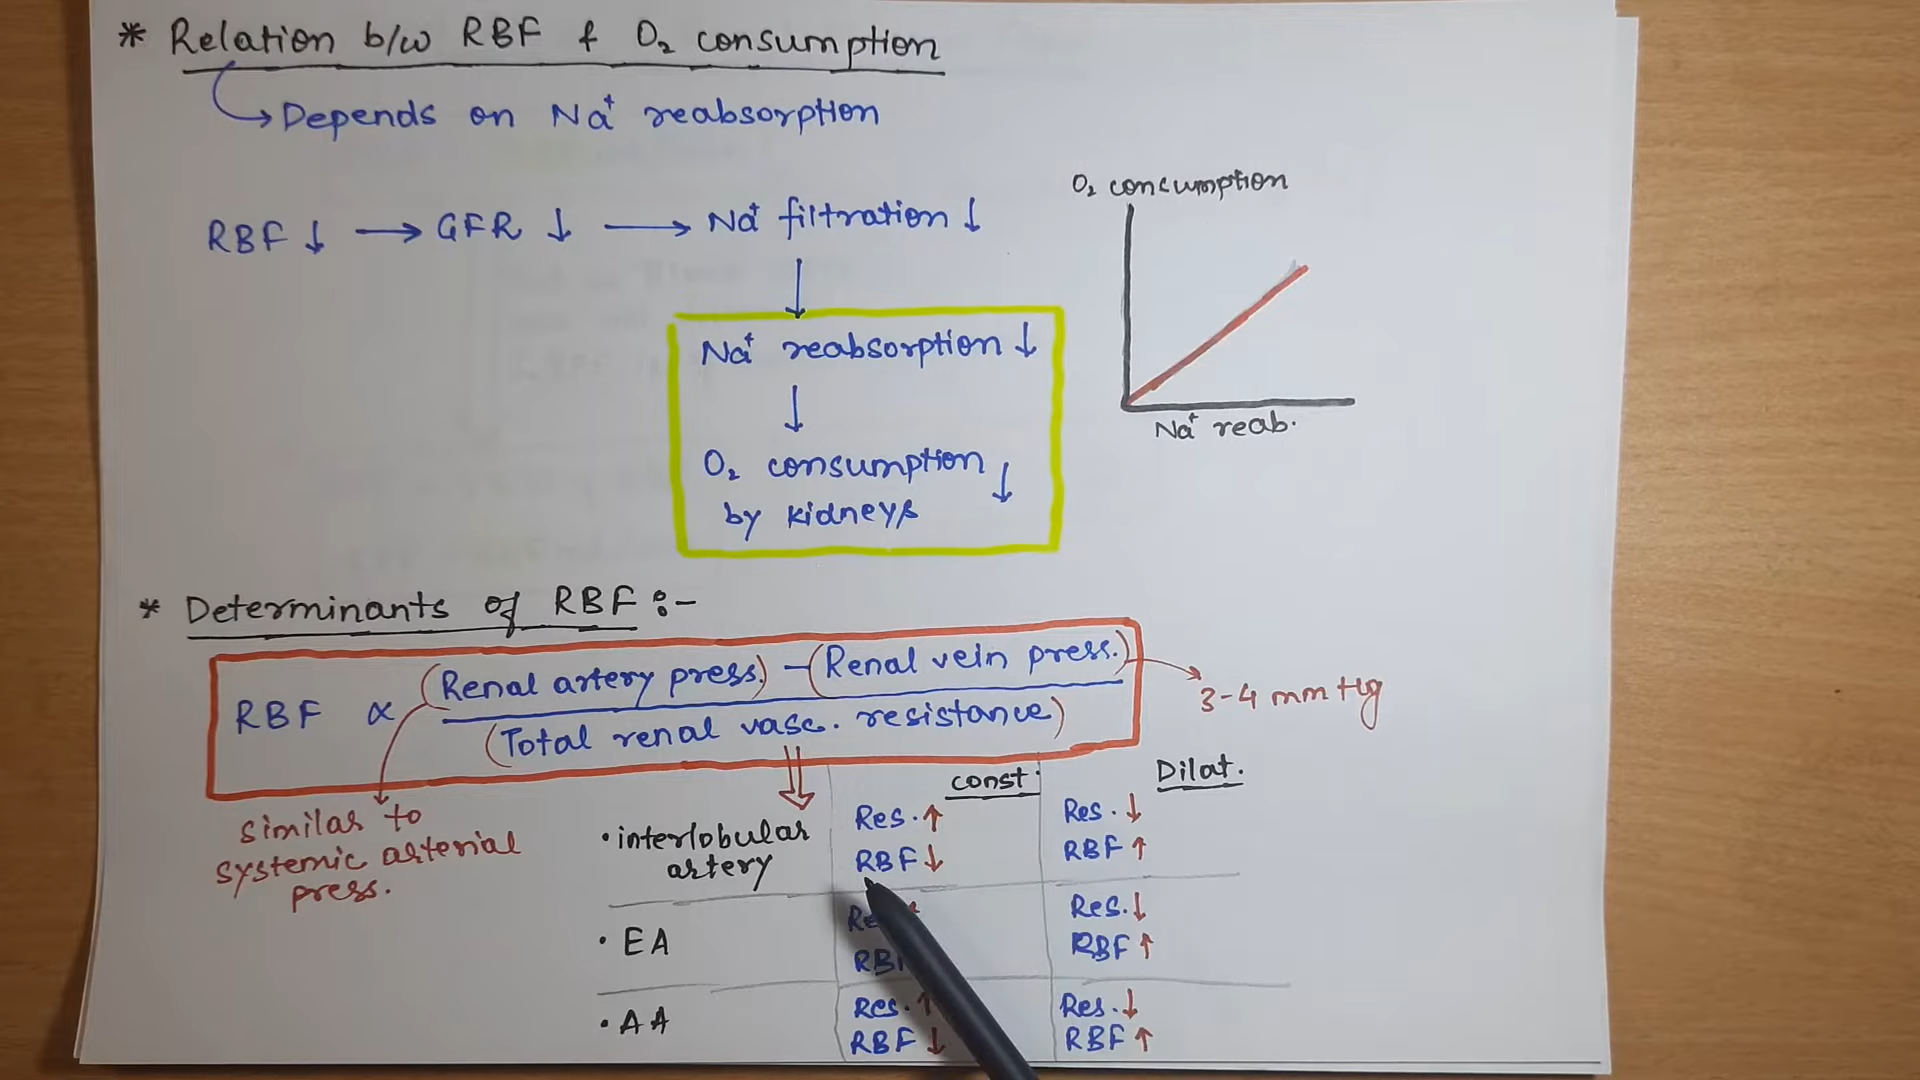 * Relation b/w RBF & O₂ consumption
Depends on Na⁺ reabsorption
RBF ↓ → GFR ↓ → Na⁺ filtration ↓
O₂ consumption
Na⁺ reabsorption ↓
↓
O₂ consumption ↓
by kidneys
Na⁺ reab.
* Determinants of RBF :-
RBF ∝ (Renal artery press.) - (Renal vein press.)
(Total renal vasc. resistance)
3-4 mm Hg
similar to
systemic arterial
press.
const.
Dilat.
• interlobular
artery
Res. ↑
RBF ↓
Res. ↓
RBF ↑
• EA
Res. ↓
RBF ↑
• AA
Res. ↑
RBF ↓
Res. ↓
RBF ↑